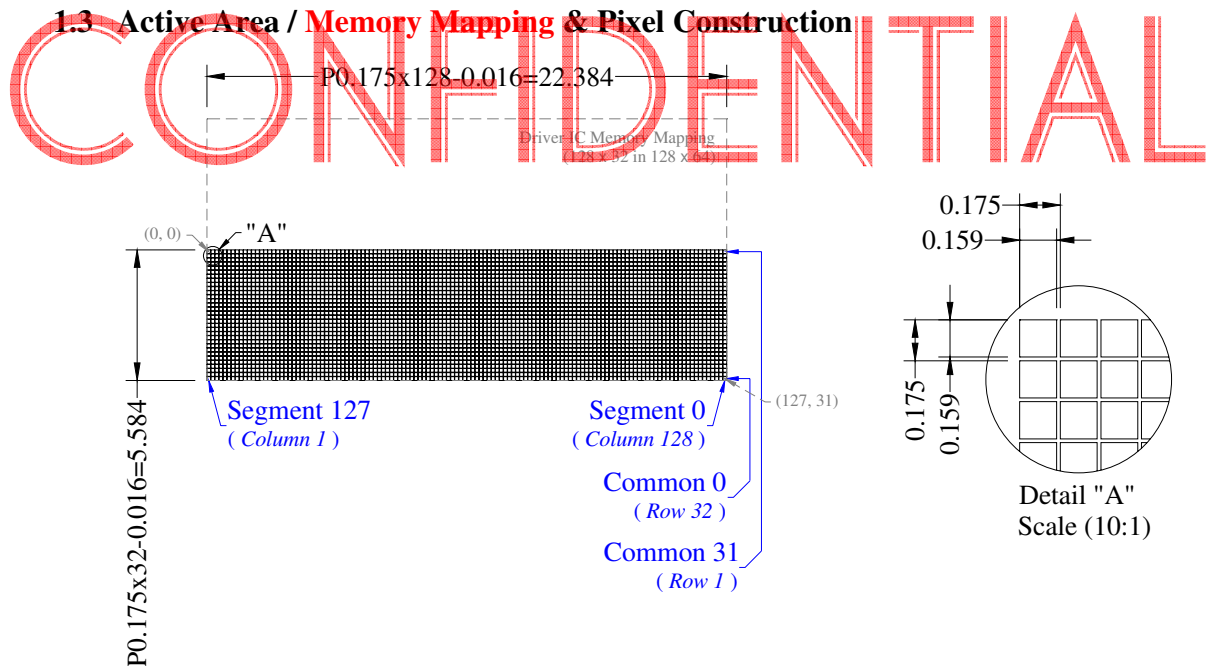 1.3 Active Area / Memory Mapping & Pixel Construction
CONFIDENTIAL
P0.175x128-0.016=22.384
Driver IC Memory Mapping
(128 x 32 in 128 x 64)
(0, 0)
"A"
P0.175x32-0.016=5.584
Segment 127
( Column 1 )
Segment 0
( Column 128 )
(127, 31)
Common 0
( Row 32 )
Common 31
( Row 1 )
0.175
0.159
0.175
0.159
Detail "A"
Scale (10:1)